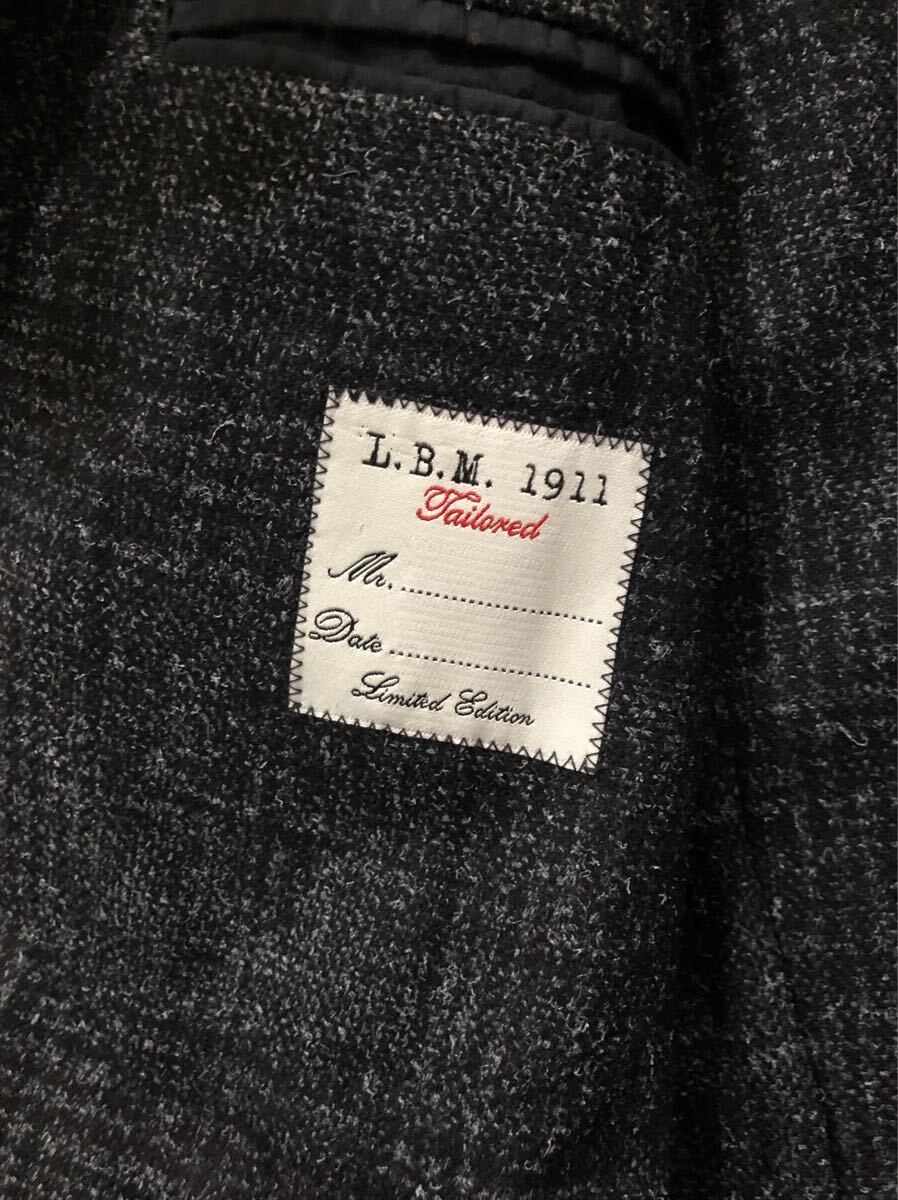 L.B.M. 1911
Tailored
Mr. ........................
Date ........................
Limited Edition